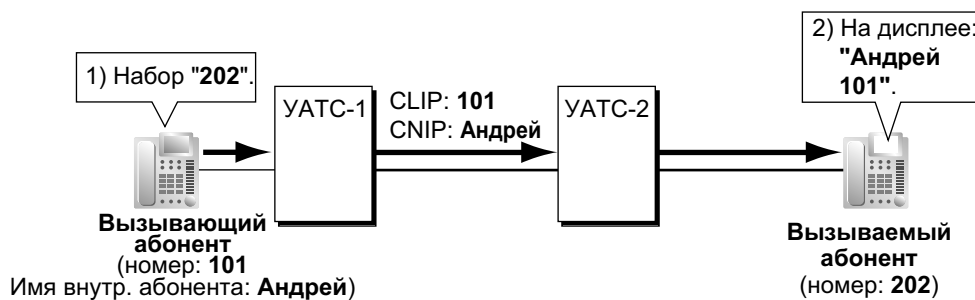 1) Набор "202".
УАТС-1
CLIP: 101
CNIP: Андрей
УАТС-2
2) На дисплее:
"Андрей
101".
Вызывающий
абонент
(номер: 101
Имя внутр. абонента: Андрей)
Вызываемый
абонент
(номер: 202)